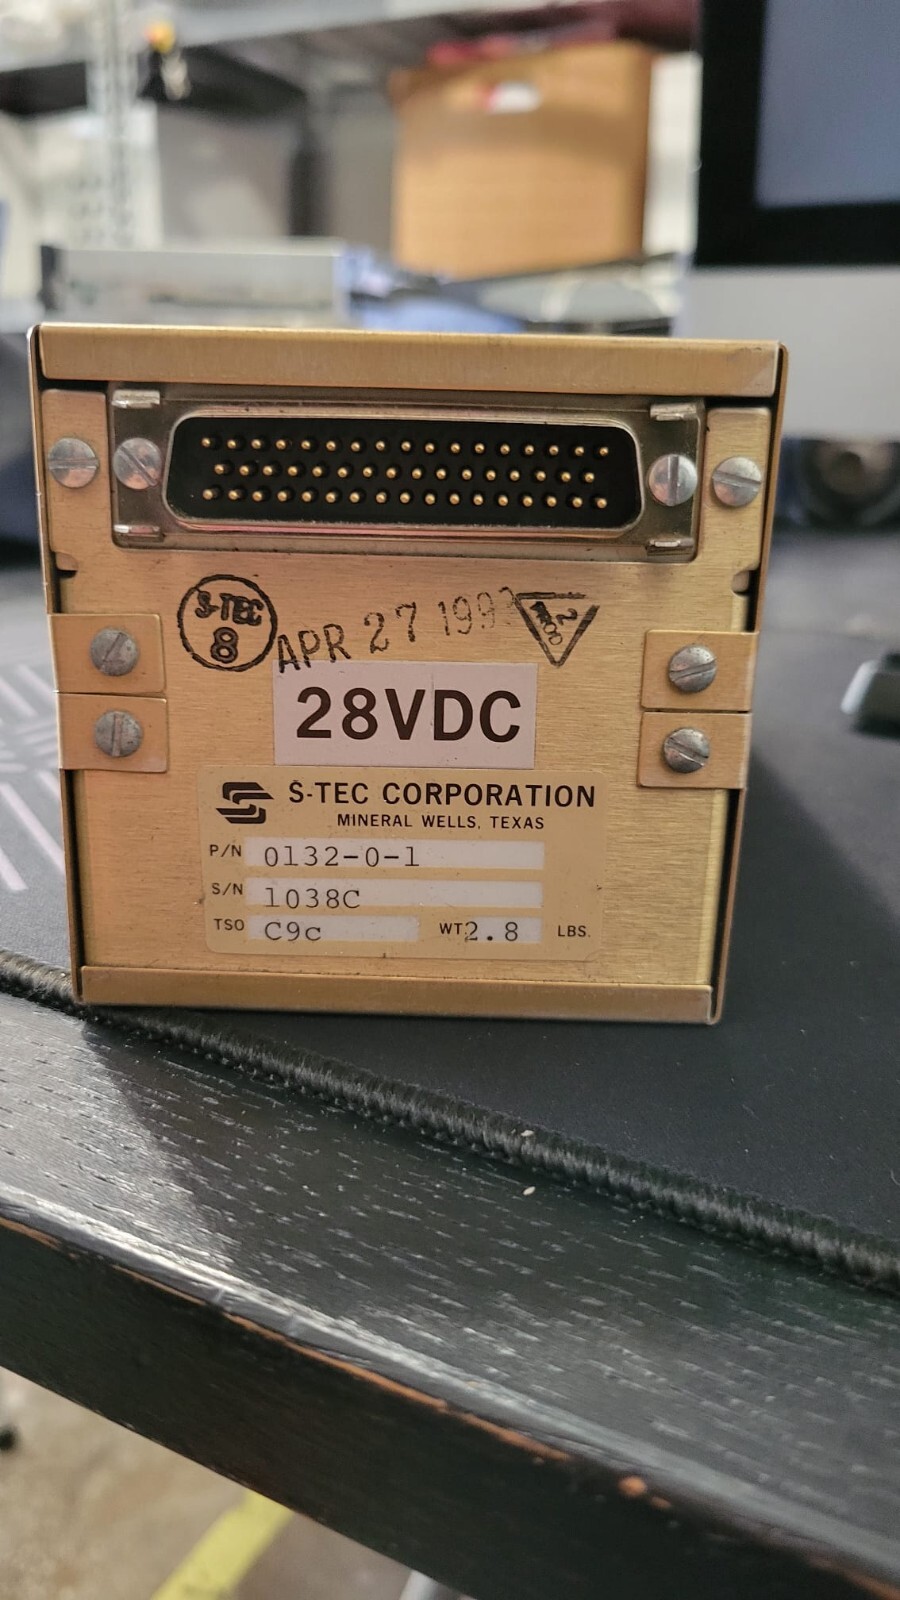 S-TEC
8
APR 27 199
28VDC
S-TEC CORPORATION
MINERAL WELLS, TEXAS
P/N 0132-0-1
S/N 1038C
TSO C9c WT 2.8 LBS.